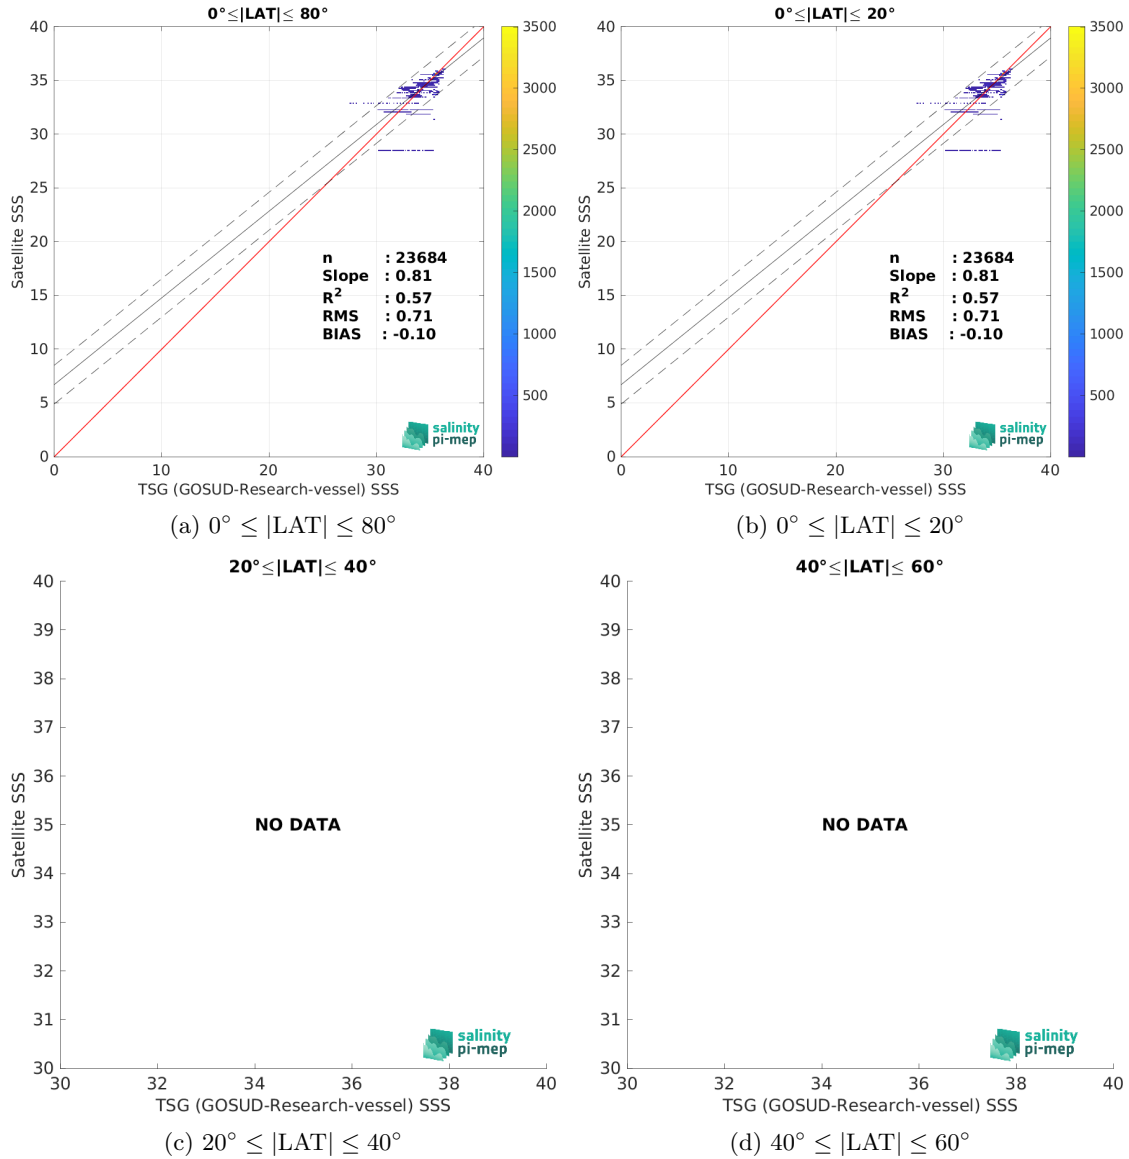 0°≤|LAT|≤ 80°
40
35
30
25
20
15
10
5
0
0
10
20
30
40
Satellite SSS
TSG (GOSUD-Research-vessel) SSS
n : 23684
Slope : 0.81
R² : 0.57
RMS : 0.71
BIAS : -0.10
salinity
pi-mep
3500
3000
2500
2000
1500
1000
500
(a) 0° ≤ |LAT| ≤ 80°
0°≤|LAT|≤ 20°
40
35
30
25
20
15
10
5
0
0
10
20
30
40
Satellite SSS
TSG (GOSUD-Research-vessel) SSS
n : 23684
Slope : 0.81
R² : 0.57
RMS : 0.71
BIAS : -0.10
salinity
pi-mep
3500
3000
2500
2000
1500
1000
500
(b) 0° ≤ |LAT| ≤ 20°
20°≤|LAT|≤ 40°
40
39
38
37
36
35
34
33
32
31
30
30
32
34
36
38
40
Satellite SSS
NO DATA
salinity
pi-mep
TSG (GOSUD-Research-vessel) SSS
(c) 20° ≤ |LAT| ≤ 40°
40°≤|LAT|≤ 60°
40
39
38
37
36
35
34
33
32
31
30
30
32
34
36
38
40
Satellite SSS
NO DATA
salinity
pi-mep
TSG (GOSUD-Research-vessel) SSS
(d) 40° ≤ |LAT| ≤ 60°